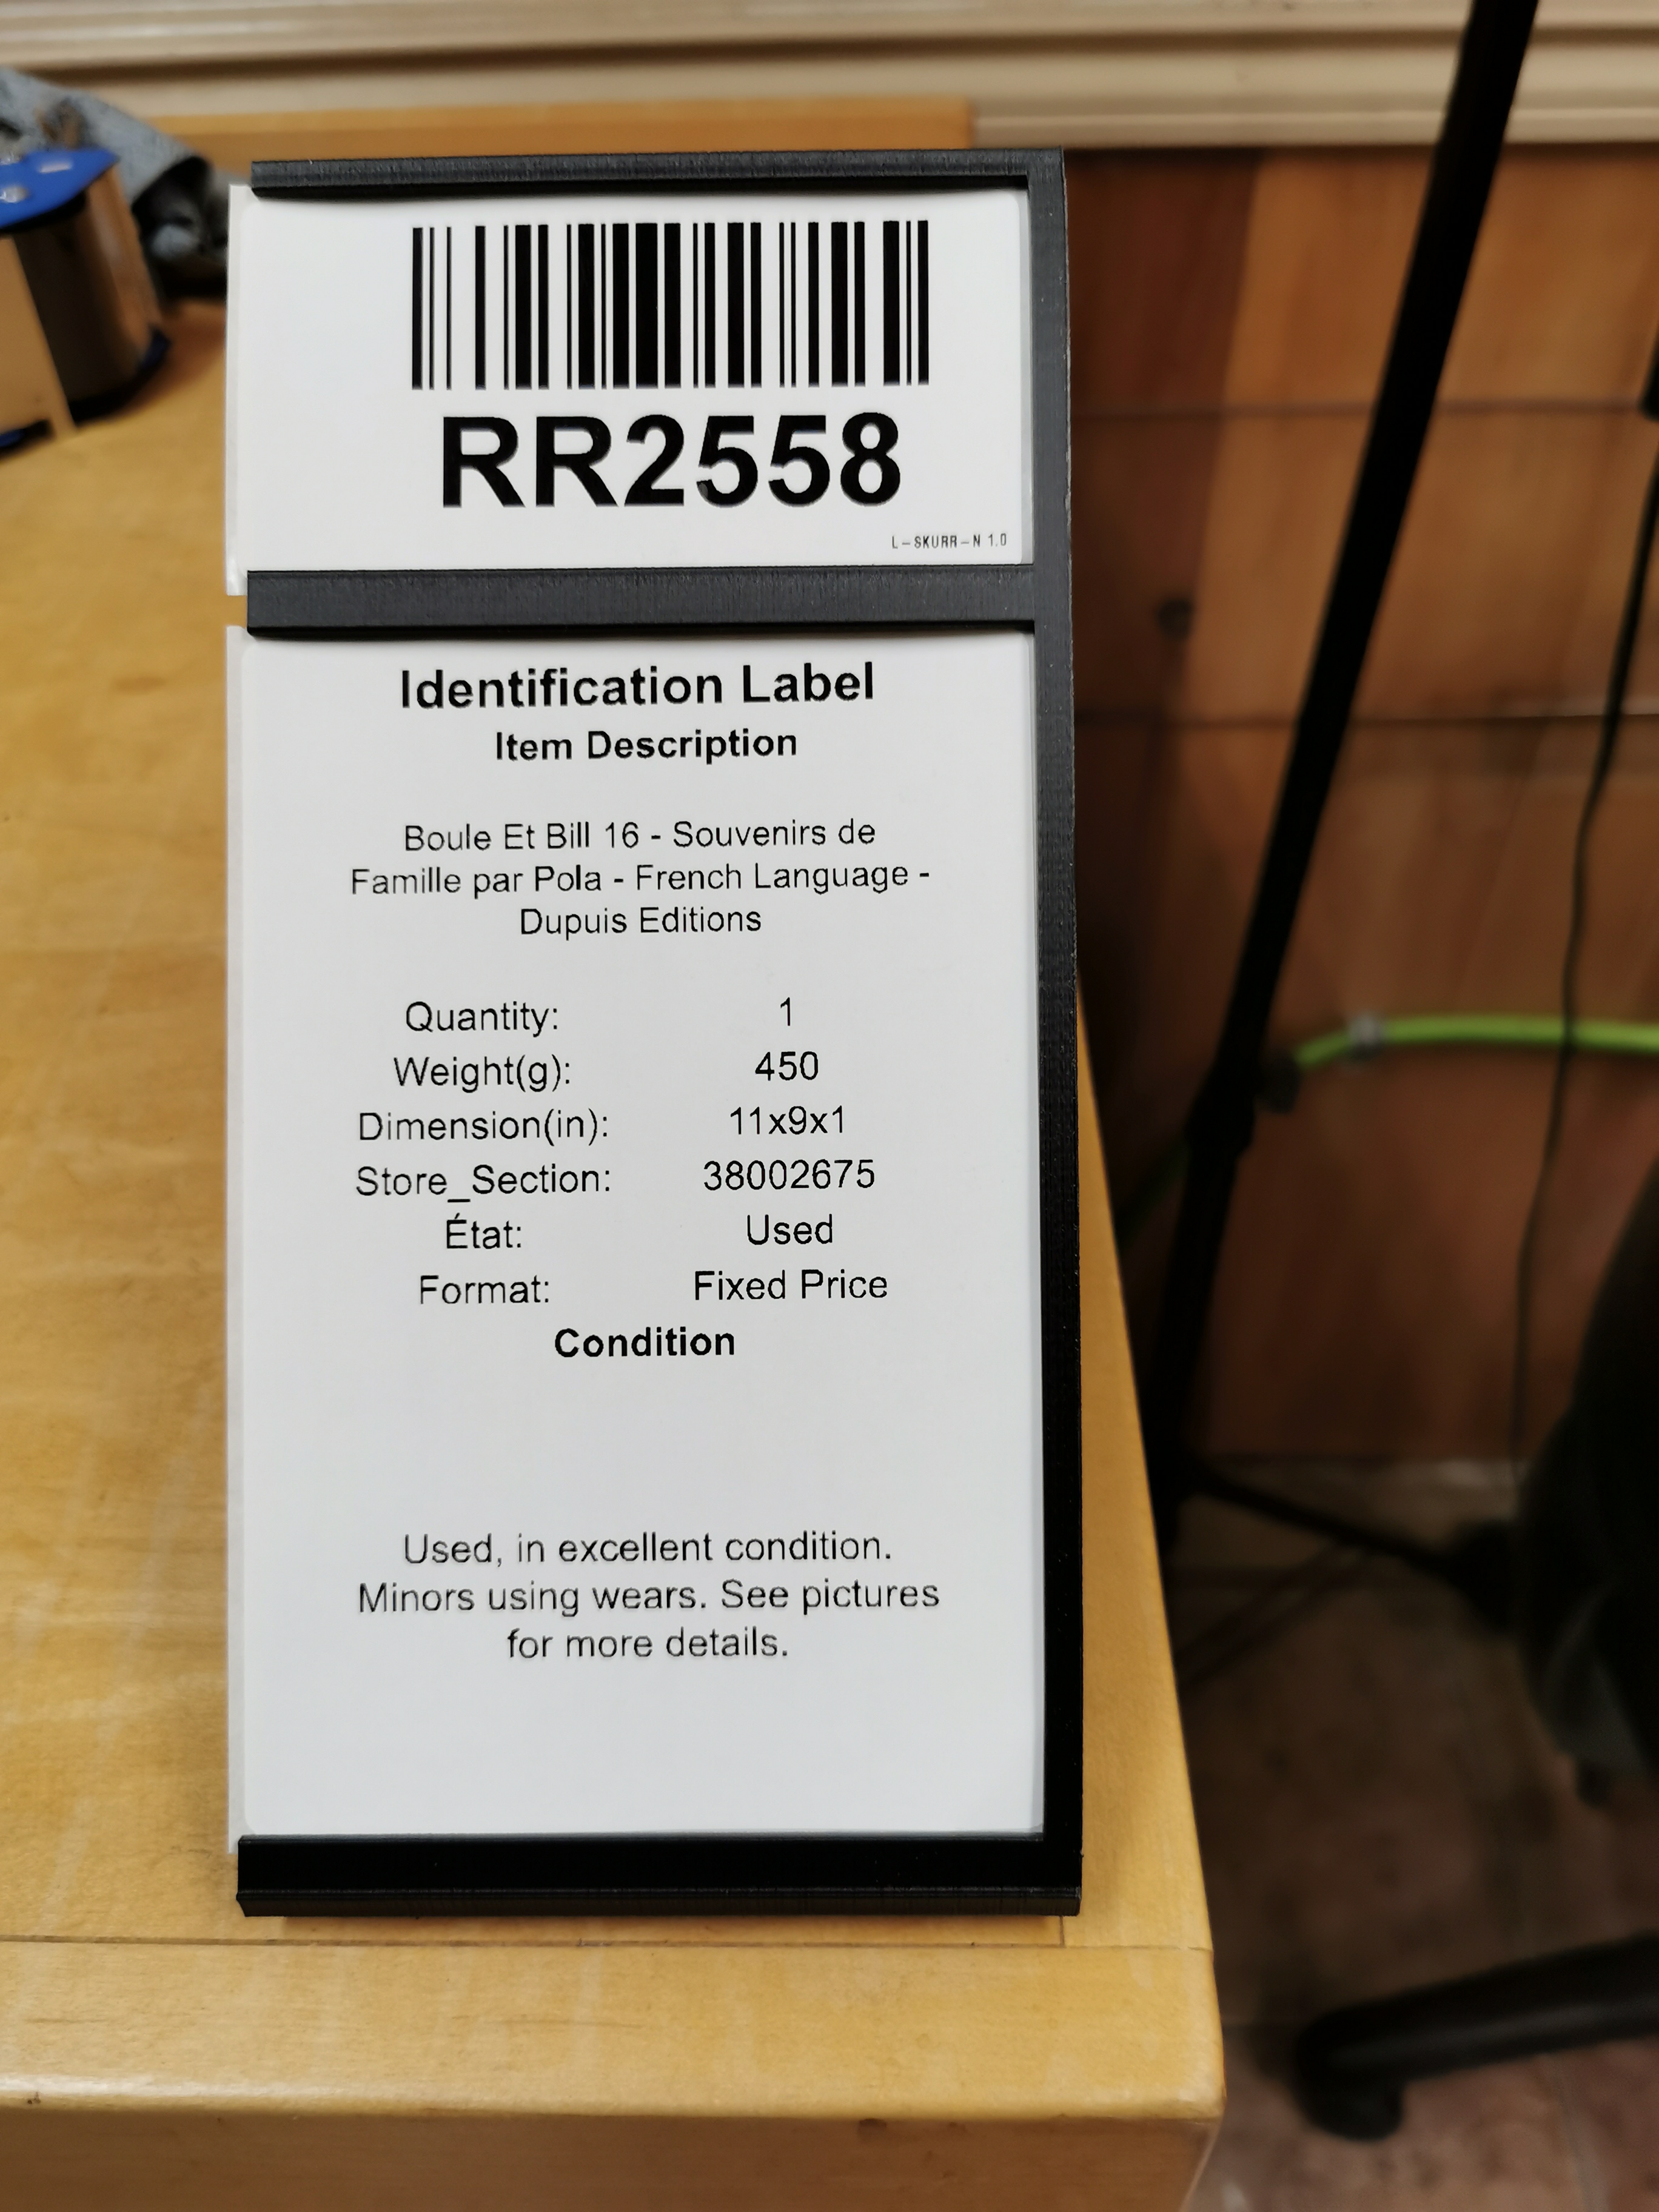 RR2558
L-SKURR-N 1.0
Identification Label
Item Description
Boule Et Bill 16 - Souvenirs de
Famille par Pola - French Language -
Dupuis Editions
Quantity: 1
Weight(g): 450
Dimension(in): 11x9x1
Store_Section: 38002675
État: Used
Format: Fixed Price
Condition
Used, in excellent condition.
Minors using wears. See pictures
for more details.